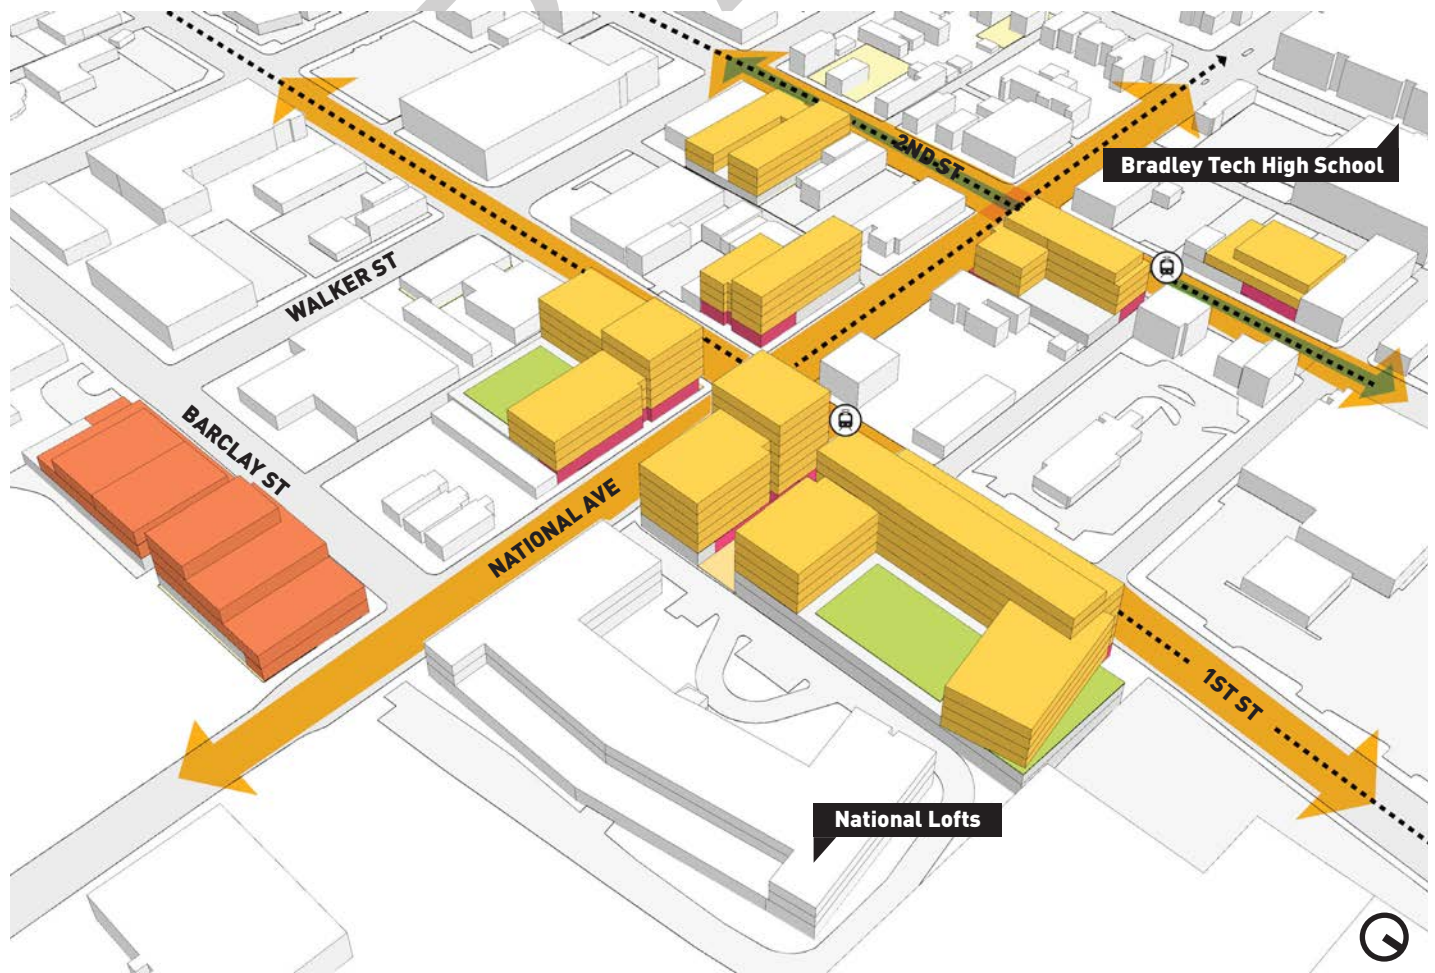 2ND ST
Bradley Tech High School
WALKER ST
BARCLAY ST
NATIONAL AVE
1ST ST
National Lofts